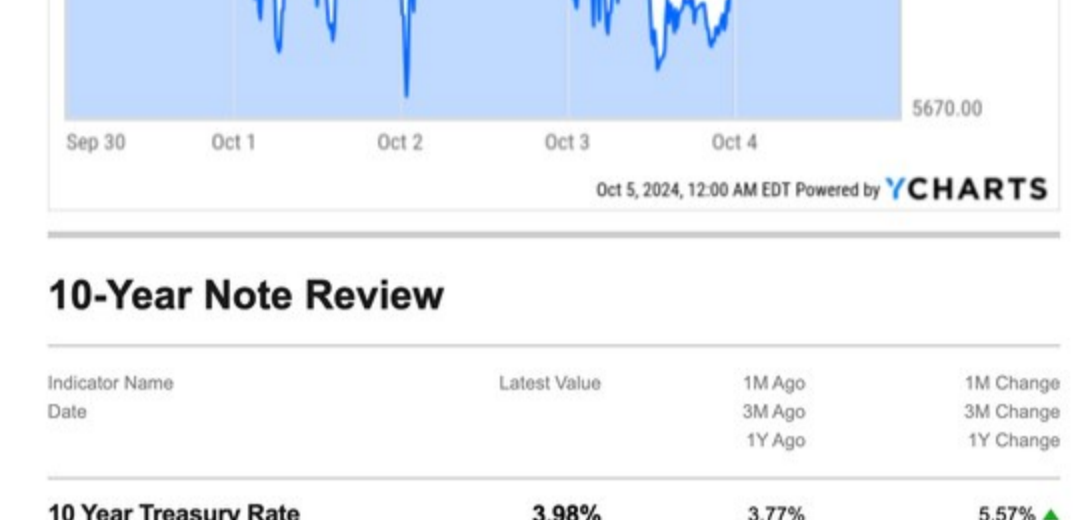 5670.00
Sep 30 Oct 1 Oct 2 Oct 3 Oct 4
Oct 5, 2024, 12:00 AM EDT Powered by YCHARTS
10-Year Note Review
Indicator Name Latest Value 1M Ago 1M Change
Date 3M Ago 3M Change
1Y Ago 1Y Change
10 Year Treasury Rate 3.98% 3.77% 5.57%